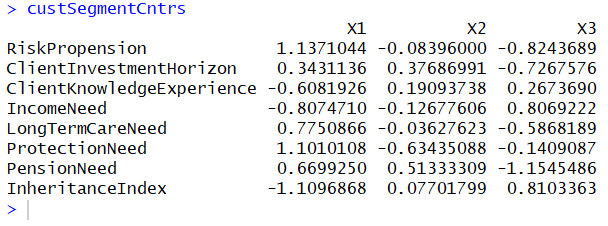 > custSegmentCntrs
X1 X2 X3
RiskPropension 1.1371044 -0.08396000 -0.8243689
ClientInvestmentHorizon 0.3431136 0.37686991 -0.7267576
ClientKnowledgeExperience -0.6081926 0.19093738 0.2673690
IncomeNeed -0.8074710 -0.12677606 0.8069222
LongTermCareNeed 0.7750866 -0.03627623 -0.5868189
ProtectionNeed 1.1010108 -0.63435088 -0.1409087
PensionNeed 0.6699250 0.51333309 -1.1545486
InheritanceIndex -1.1096868 0.07701799 0.8103363
>